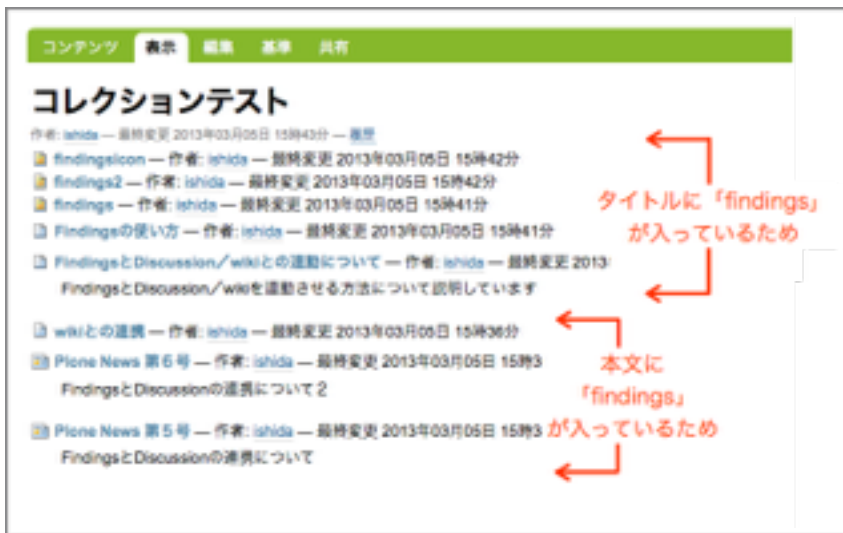 コンテンツ 表示 編集 基準 共有
コレクションテスト
作者: ishida — 最終変更 2013年03月05日 15時43分 — 履歴
findingsicon — 作者: ishida — 最終変更 2013年03月05日 15時42分
findings2 — 作者: ishida — 最終変更 2013年03月05日 15時42分
findings — 作者: ishida — 最終変更 2013年03月05日 15時41分
Findingsの使い方 — 作者: ishida — 最終変更 2013年03月05日 15時41分
FindingsとDiscussion／wikiとの連動について — 作者: ishida — 最終変更 2013
FindingsとDiscussion／wikiを連動させる方法について説明しています
タイトルに「findings」
が入っているため
wikiとの連携 — 作者: ishida — 最終変更 2013年03月05日 15時36分
Plone News 第6号 — 作者: ishida — 最終変更 2013年03月05日 15時3
FindingsとDiscussionの連携について2
Plone News 第5号 — 作者: ishida — 最終変更 2013年03月05日 15時3
FindingsとDiscussionの連携について
本文に
「findings」
が入っているため